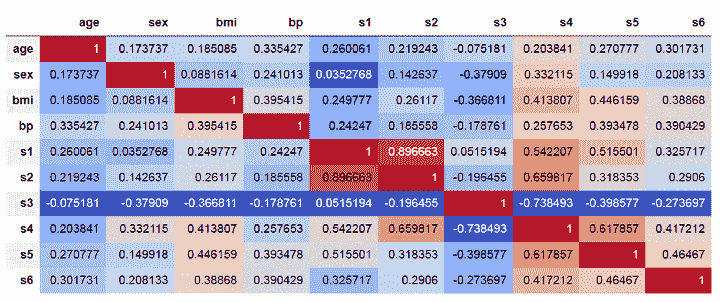 age sex bmi bp s1 s2 s3 s4 s5 s6
age 1 0.173737 0.185085 0.335427 0.260061 0.219243 -0.075181 0.203841 0.270777 0.301731
sex 0.173737 1 0.0881614 0.241013 0.0352768 0.142637 -0.37909 0.332115 0.149918 0.208133
bmi 0.185085 0.0881614 1 0.395415 0.249777 0.26117 -0.366811 0.413807 0.446159 0.38868
bp 0.335427 0.241013 0.395415 1 0.24247 0.185558 -0.178761 0.257653 0.393478 0.390429
s1 0.260061 0.0352768 0.249777 0.24247 1 0.896663 0.0515194 0.542207 0.515501 0.325717
s2 0.219243 0.142637 0.26117 0.185558 0.896663 1 -0.196455 0.659817 0.318353 0.2906
s3 -0.075181 -0.37909 -0.366811 -0.178761 0.0515194 -0.196455 1 -0.738493 -0.398577 -0.273697
s4 0.203841 0.332115 0.413807 0.257653 0.542207 0.659817 -0.738493 1 0.617857 0.417212
s5 0.270777 0.149918 0.446159 0.393478 0.515501 0.318353 -0.398577 0.617857 1 0.46467
s6 0.301731 0.208133 0.38868 0.390429 0.325717 0.2906 -0.273697 0.417212 0.46467 1